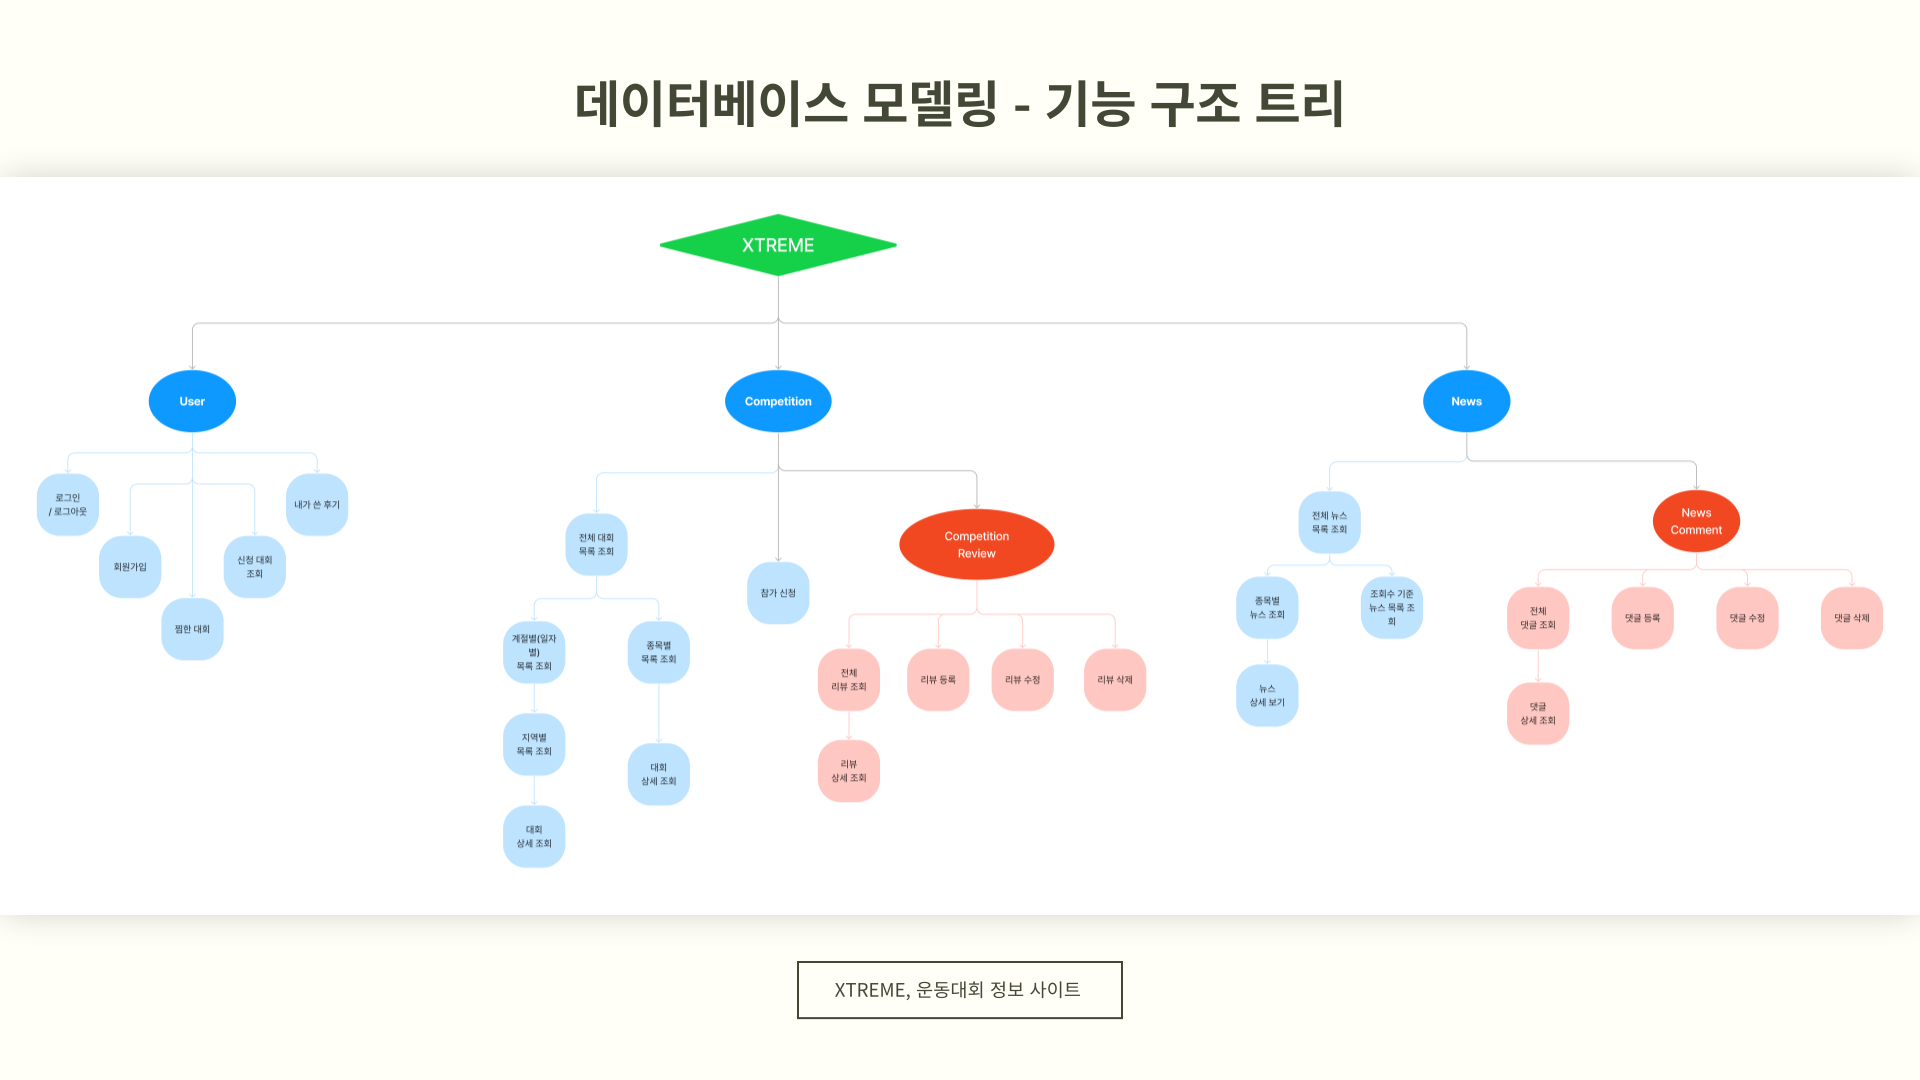 데이터베이스 모델링 - 기능 구조 트리
XTREME
User
Competition
News
로그인
/ 로그아웃
회원가입
찜한 대회
신청 대회
조회
내가 쓴 후기
전체 대회
목록 조회
계절별(일자
별)
목록 조회
지역별
목록 조회
대회
상세 조회
종목별
목록 조회
대회
상세 조회
참가 신청
Competition
Review
전체
리뷰 조회
리뷰
상세 조회
리뷰 등록
리뷰 수정
리뷰 삭제
전체 뉴스
목록 조회
종목별
뉴스 조회
뉴스
상세 보기
조회수 기준
뉴스 목록 조
회
News
Comment
전체
댓글 조회
댓글
상세 조회
댓글 등록
댓글 수정
댓글 삭제
XTREME, 운동대회 정보 사이트